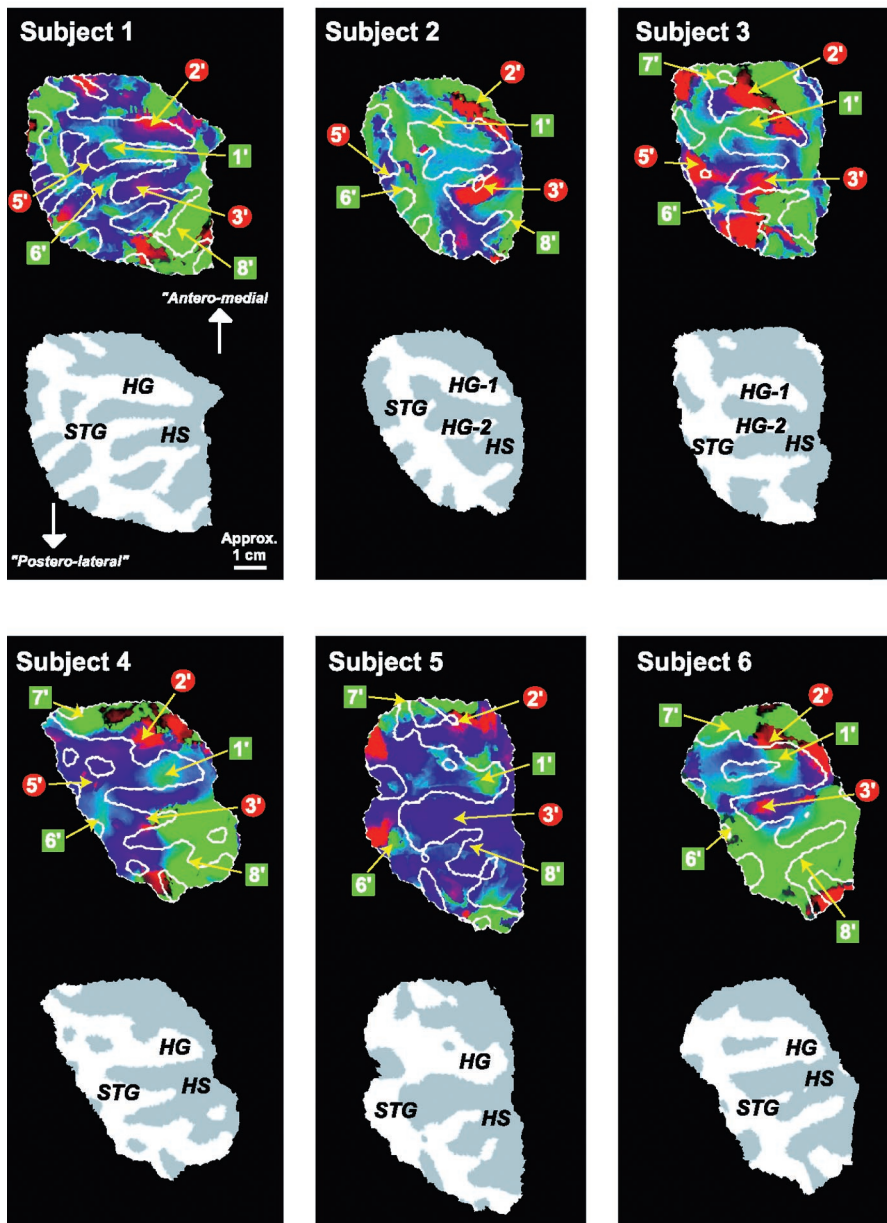 Subject 1
2'
1'
5'
3'
6'
8'
"Antero-medial
HG
STG
HS
Approx.
1 cm
"Postero-lateral"
Subject 2
2'
1'
5'
3'
6'
8'
HG-1
STG
HG-2
HS
Subject 3
7'
2'
1'
5'
3'
6'
HG-1
HG-2
STG
HS
Subject 4
2'
7'
1'
5'
3'
6'
8'
HG
STG
HS
Subject 5
7'
2'
1'
3'
6'
8'
HG
STG
HS
Subject 6
2'
7'
1'
3'
6'
8'
HG
HS
STG